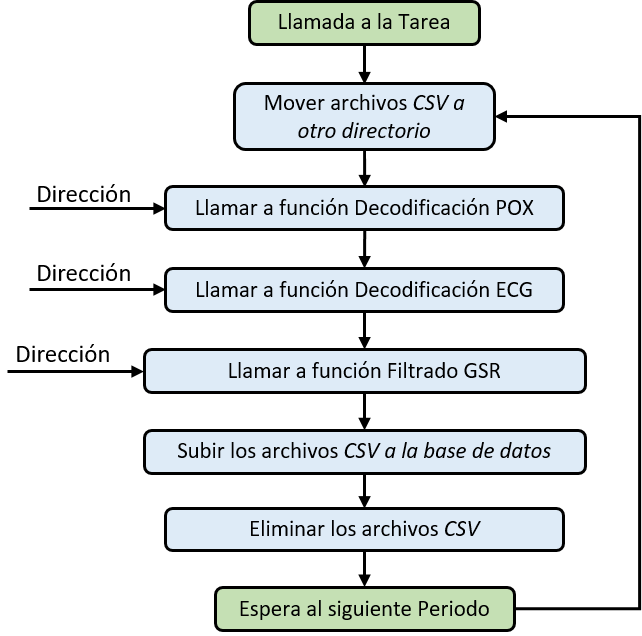 Llamada a la Tarea
Mover archivos CSV a
otro directorio
Dirección
Llamar a función Decodificación POX
Dirección
Llamar a función Decodificación ECG
Dirección
Llamar a función Filtrado GSR
Subir los archivos CSV a la base de datos
Eliminar los archivos CSV
Espera al siguiente Periodo